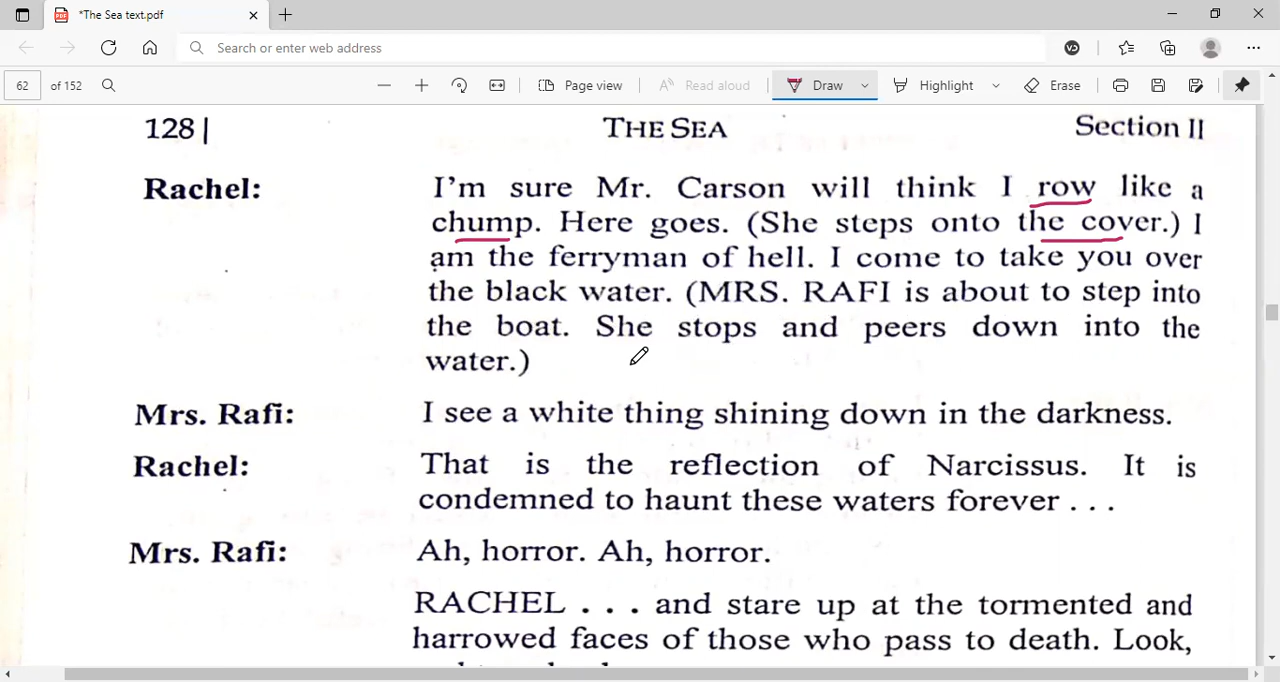 *The Sea text.pdf
Search or enter web address
62 of 152 Page view Read aloud Draw Highlight Erase
128 | THE SEA Section II
Rachel: I'm sure Mr. Carson will think I row like a
chump. Here goes. (She steps onto the cover.) I
am the ferryman of hell. I come to take you over
the black water. (MRS. RAFI is about to step into
the boat. She stops and peers down into the
water.)
Mrs. Rafi: I see a white thing shining down in the darkness.
Rachel: That is the reflection of Narcissus. It is
condemned to haunt these waters forever . . .
Mrs. Rafi: Ah, horror. Ah, horror.
RACHEL . . . and stare up at the tormented and
harrowed faces of those who pass to death. Look,